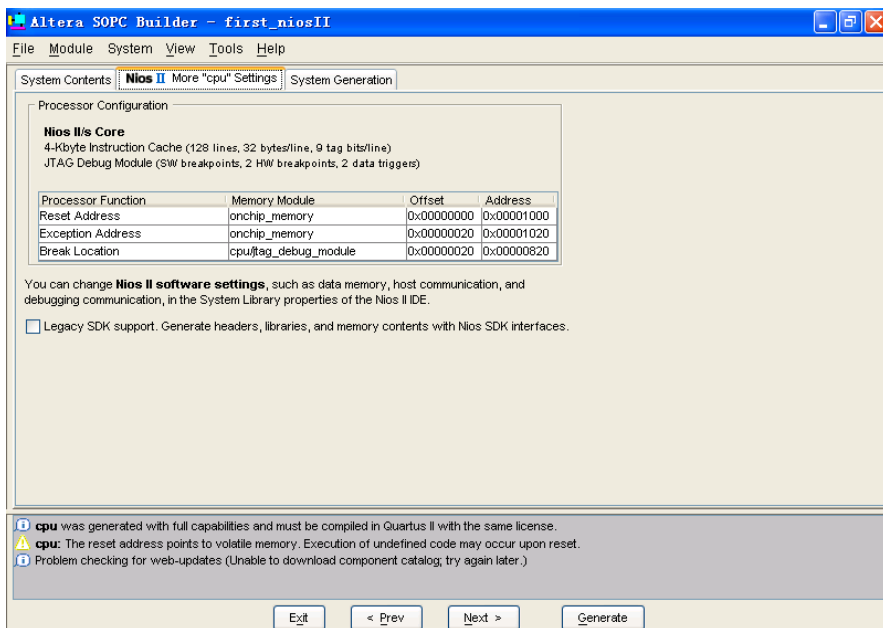 Altera SOPC Builder - first_niosII
File Module System View Tools Help
System Contents Nios II More "cpu" Settings System Generation
Processor Configuration
Nios II/s Core
4-Kbyte Instruction Cache (128 lines, 32 bytes/line, 9 tag bits/line)
JTAG Debug Module (SW breakpoints, 2 HW breakpoints, 2 data triggers)
Processor Function Memory Module Offset Address
Reset Address onchip_memory 0x00000000 0x00001000
Exception Address onchip_memory 0x00000020 0x00001020
Break Location cpu/jtag_debug_module 0x00000020 0x00000820
You can change Nios II software settings, such as data memory, host communication, and
debugging communication, in the System Library properties of the Nios II IDE.
Legacy SDK support. Generate headers, libraries, and memory contents with Nios SDK interfaces.
cpu was generated with full capabilities and must be compiled in Quartus II with the same license.
cpu: The reset address points to volatile memory. Execution of undefined code may occur upon reset.
Problem checking for web-updates (Unable to download component catalog; try again later.)
Exit < Prev Next > Generate